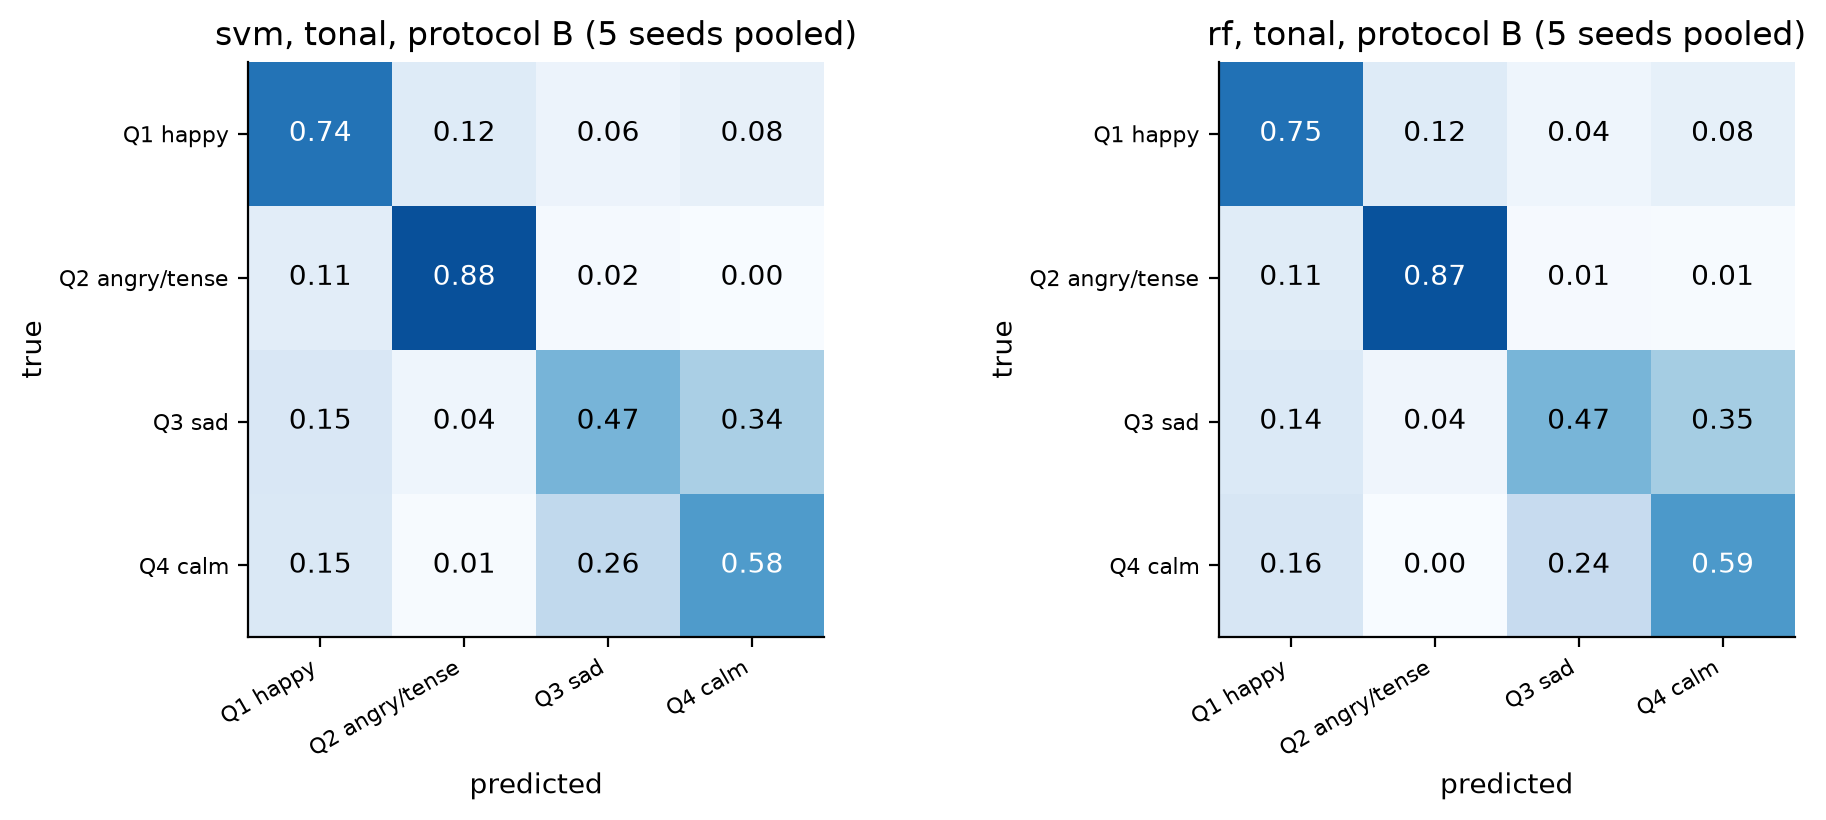 svm, tonal, protocol B (5 seeds pooled)
true
Q1 happy 0.74 0.12 0.06 0.08
Q2 angry/tense 0.11 0.88 0.02 0.00
Q3 sad 0.15 0.04 0.47 0.34
Q4 calm 0.15 0.01 0.26 0.58
Q1 happy Q2 angry/tense Q3 sad Q4 calm
predicted
rf, tonal, protocol B (5 seeds pooled)
true
Q1 happy 0.75 0.12 0.04 0.08
Q2 angry/tense 0.11 0.87 0.01 0.01
Q3 sad 0.14 0.04 0.47 0.35
Q4 calm 0.16 0.00 0.24 0.59
Q1 happy Q2 angry/tense Q3 sad Q4 calm
predicted